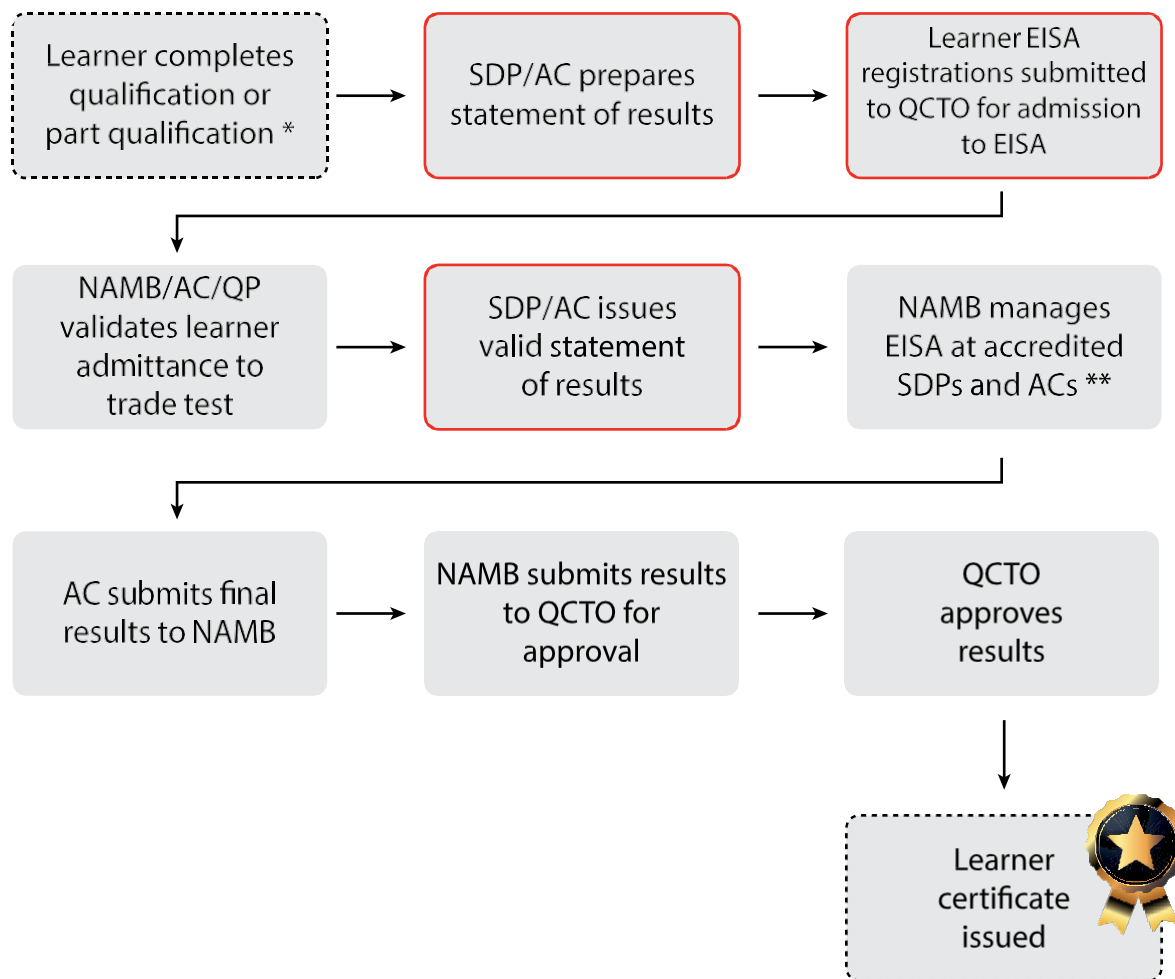 Learner completes
qualification or
part qualification *
SDP/AC prepares
statement of results
Learner EISA
registrations submitted
to QCTO for admission
to EISA
NAMB/AC/QP
validates learner
admittance to
trade test
SDP/AC issues
valid statement
of results
NAMB manages
EISA at accredited
SDPs and ACs **
AC submits final
results to NAMB
NAMB submits results
to QCTO for
approval
QCTO
approves
results
Learner
certificate
issued